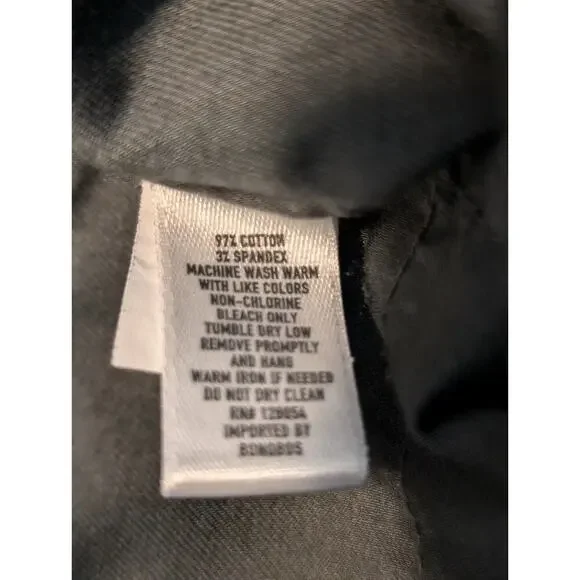 97% COTTON
3% SPANDEX
MACHINE WASH WARM
WITH LIKE COLORS
NON-CHLORINE
BLEACH ONLY
TUMBLE DRY LOW
REMOVE PROMPTLY
AND HANG
WARM IRON IF NEEDED
DO NOT DRY CLEAN
RN# 128054
IMPORTED BY
BONOBOS